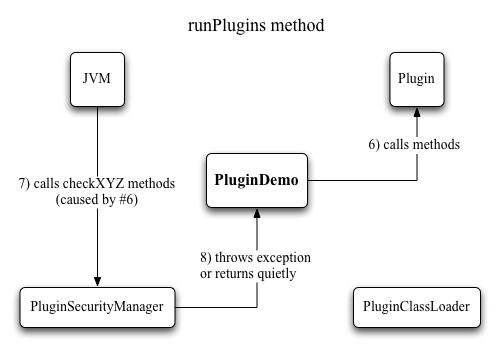 runPlugins method
JVM
Plugin
6) calls methods
7) calls checkXYZ methods
(caused by #6)
PluginDemo
8) throws exception
or returns quietly
PluginSecurityManager
PluginClassLoader